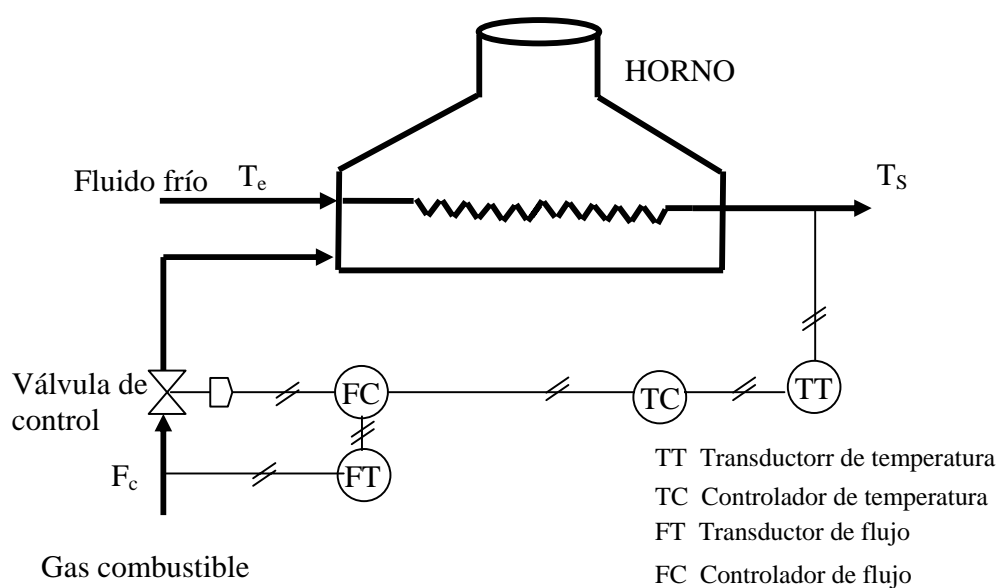 HORNO
Fluido frío
Te
TS
Válvula de
control
FC
TC
TT
FT
Fc
Gas combustible
TT Transductorr de temperatura
TC Controlador de temperatura
FT Transductor de flujo
FC Controlador de flujo